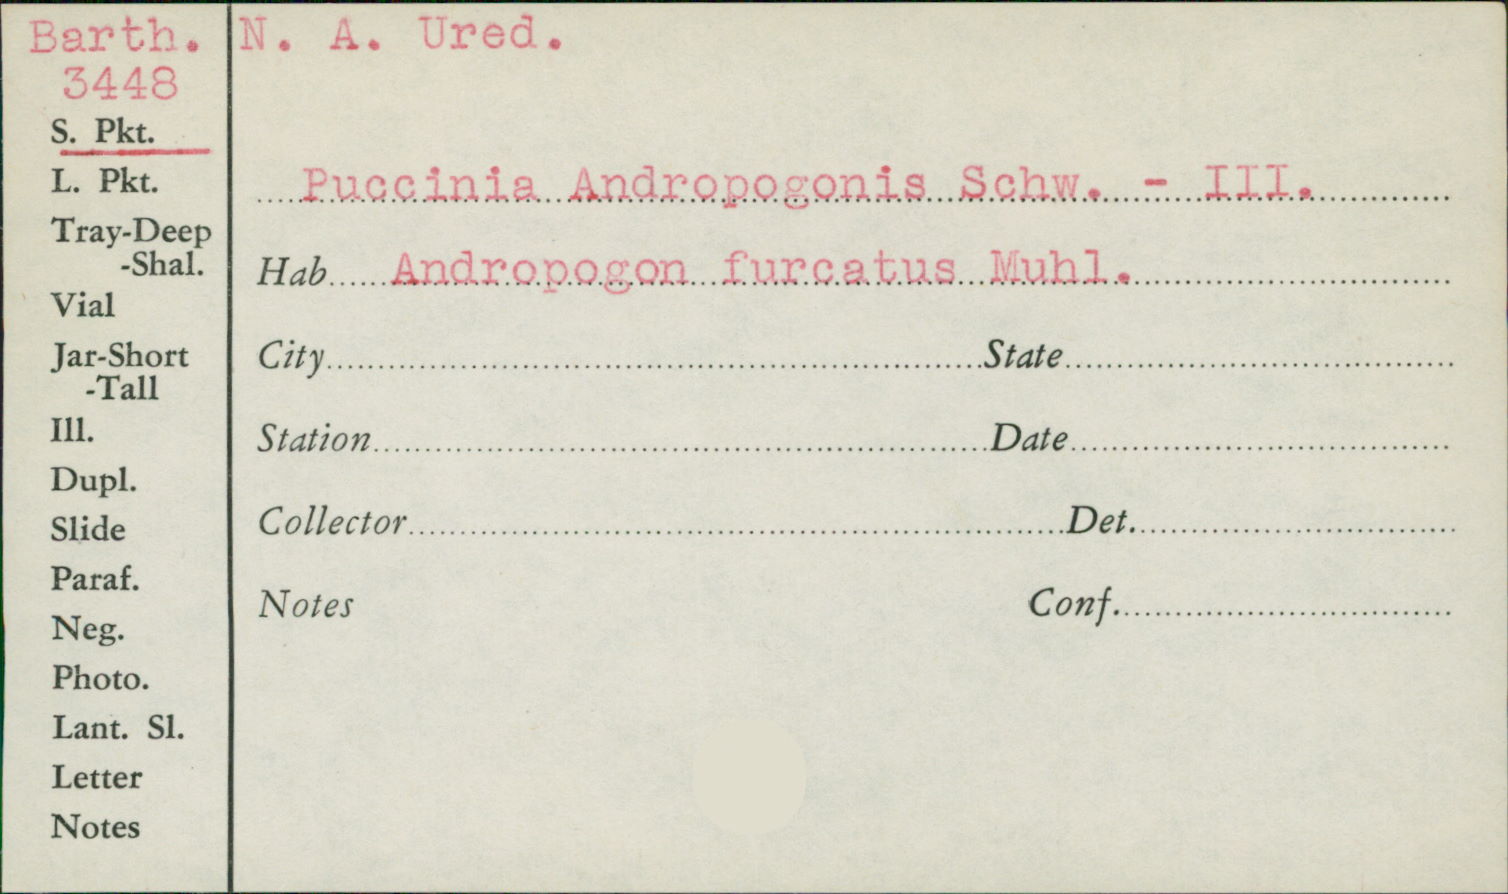 Barth. N. A. Ured.
3448
S. Pkt.
L. Pkt.
Tray-Deep
-Shal.
Vial
Jar-Short
-Tall
Ill.
Dupl.
Slide
Paraf.
Neg.
Photo.
Lant. Sl.
Letter
Notes
Puccinia Andropogonis Schw. - III.
Hab Andropogon furcatus Muhl.
City State
Station Date
Collector Det.
Notes Conf.